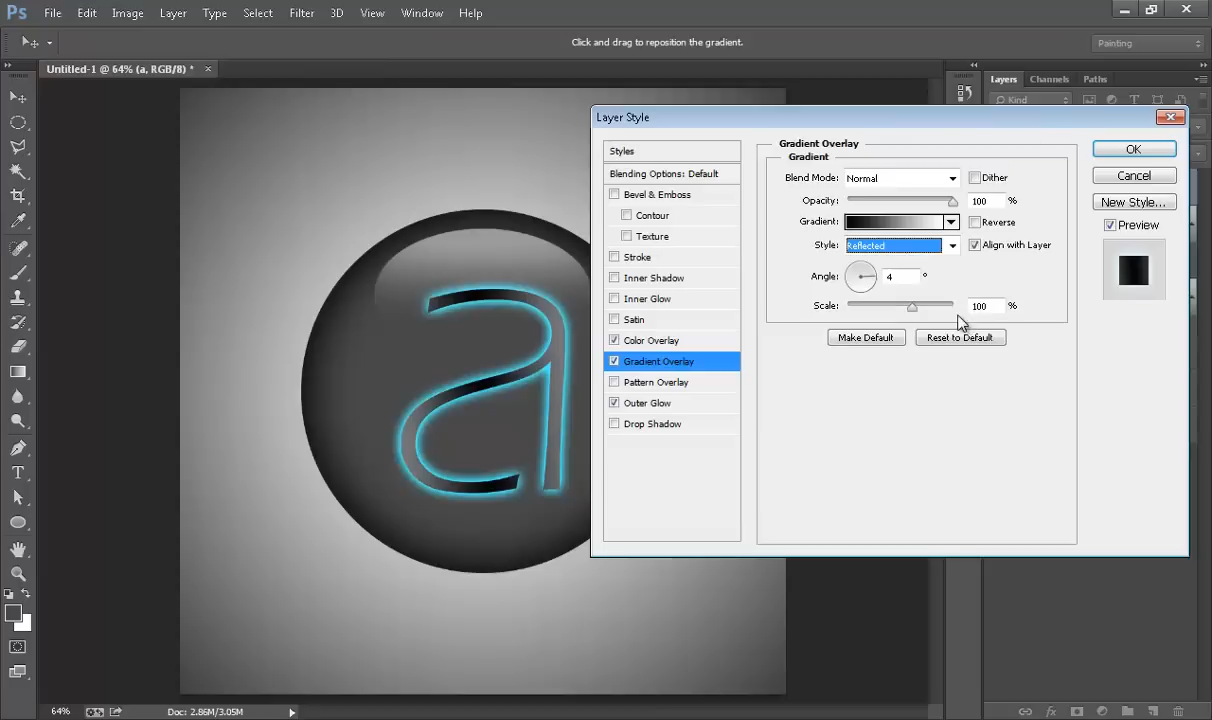 Ps File Edit Image Layer Type Select Filter 3D View Window Help
Click and drag to reposition the gradient.
Painting
Untitled-1 @ 64% (a, RGB/8) *
Layers Channels Paths
Kind
Layer Style
Styles
Blending Options: Default
Bevel & Emboss
Contour
Texture
Stroke
Inner Shadow
Inner Glow
Satin
Color Overlay
Gradient Overlay
Pattern Overlay
Outer Glow
Drop Shadow
Gradient Overlay
Gradient
Blend Mode: Normal Dither
Opacity: 100 %
Gradient: Reverse
Style: Reflected Align with Layer
Angle: 4 °
Scale: 100 %
Make Default Reset to Default
OK
Cancel
New Style...
Preview
a
64% Doc: 2.86M/3.05M